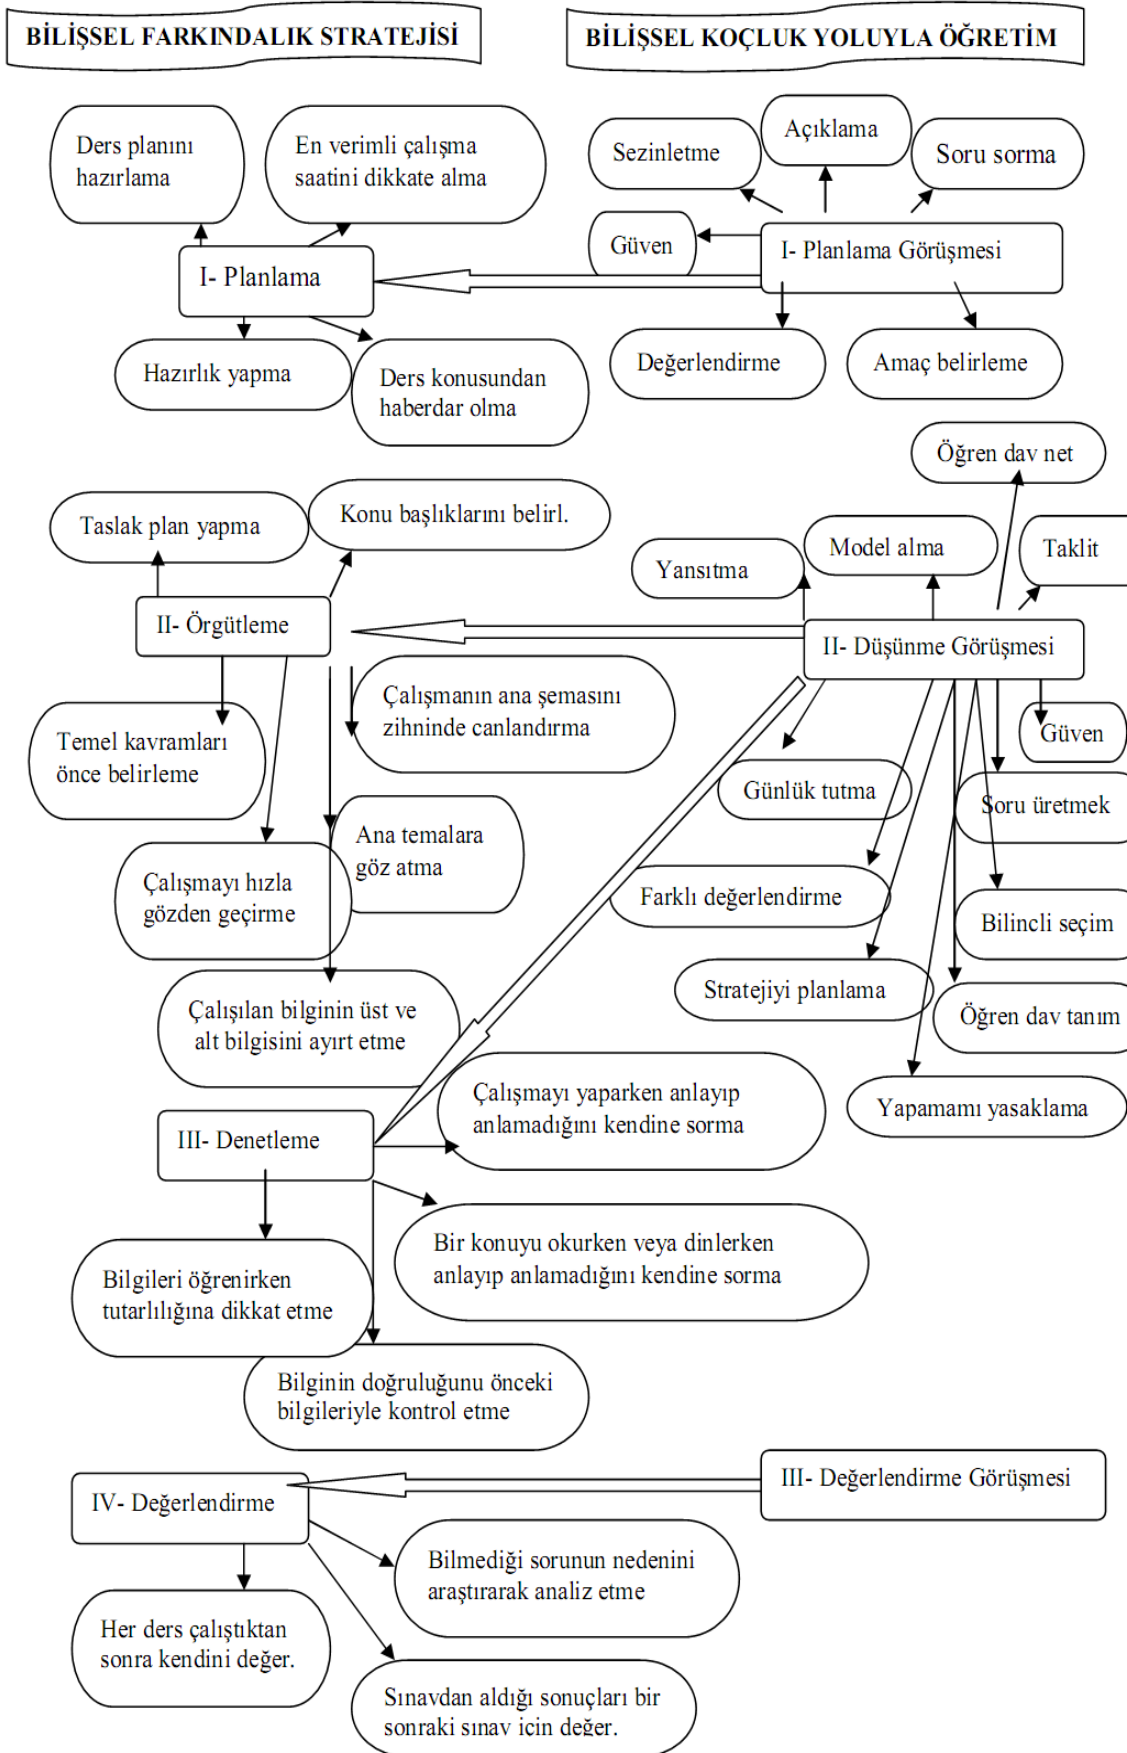 BİLİŞSEL FARKINDALIK STRATEJİSİ
BİLİŞSEL KOÇLUK YOLUYLA ÖĞRETİM
Ders planını
hazırlama
En verimli çalışma
saatini dikkate alma
Sezinletme
Açıklama
Soru sorma
Güven
I- Planlama
I- Planlama Görüşmesi
Hazırlık yapma
Ders konusundan
haberdar olma
Değerlendirme
Amaç belirleme
Öğren dav net
Taslak plan yapma
Konu başlıklarını belirl.
Yansıtma
Model alma
Taklit
II- Örgütleme
II- Düşünme Görüşmesi
Temel kavramları
önce belirleme
Çalışmanın ana şemasını
zihninde canlandırma
Güven
Günlük tutma
Soru üretmek
Ana temalara
göz atma
Çalışmayı hızla
gözden geçirme
Farklı değerlendirme
Bilincli seçim
Stratejiyi planlama
Öğren dav tanım
Çalışılan bilginin üst ve
alt bilgisini ayırt etme
Yapamamı yasaklama
III- Denetleme
Çalışmayı yaparken anlayıp
anlamadığını kendine sorma
Bir konuyu okurken veya dinlerken
anlayıp anlamadığını kendine sorma
Bilgileri öğrenirken
tutarlılığına dikkat etme
Bilginin doğruluğunu önceki
bilgileriyle kontrol etme
IV- Değerlendirme
III- Değerlendirme Görüşmesi
Bilmediği sorunun nedenini
araştırarak analiz etme
Her ders çalıştıktan
sonra kendini değer.
Sınavdan aldığı sonuçları bir
sonraki sınav için değer.